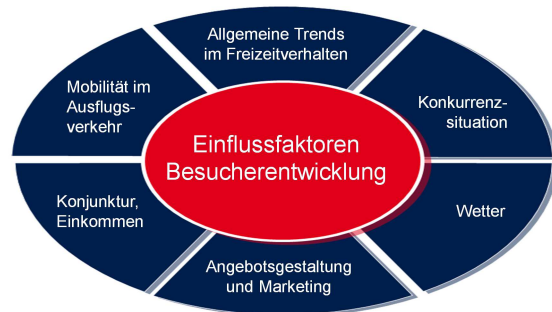 Allgemeine Trends
im Freizeitverhalten
Mobilität im
Ausflugs-
verkehr
Konkurrenz-
situation
Einflussfaktoren
Besucherentwicklung
Konjunktur,
Einkommen
Wetter
Angebotsgestaltung
und Marketing